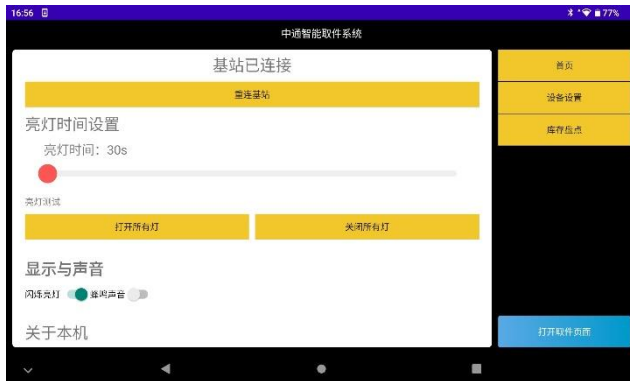 16:56 77%
中通智能取件系统
基站已连接
重连基站
亮灯时间设置
亮灯时间：30s
亮灯测试
打开所有灯 关闭所有灯
显示与声音
闪烁亮灯 蜂鸣声音
关于本机
首页
设备设置
库存盘点
打开取件页面